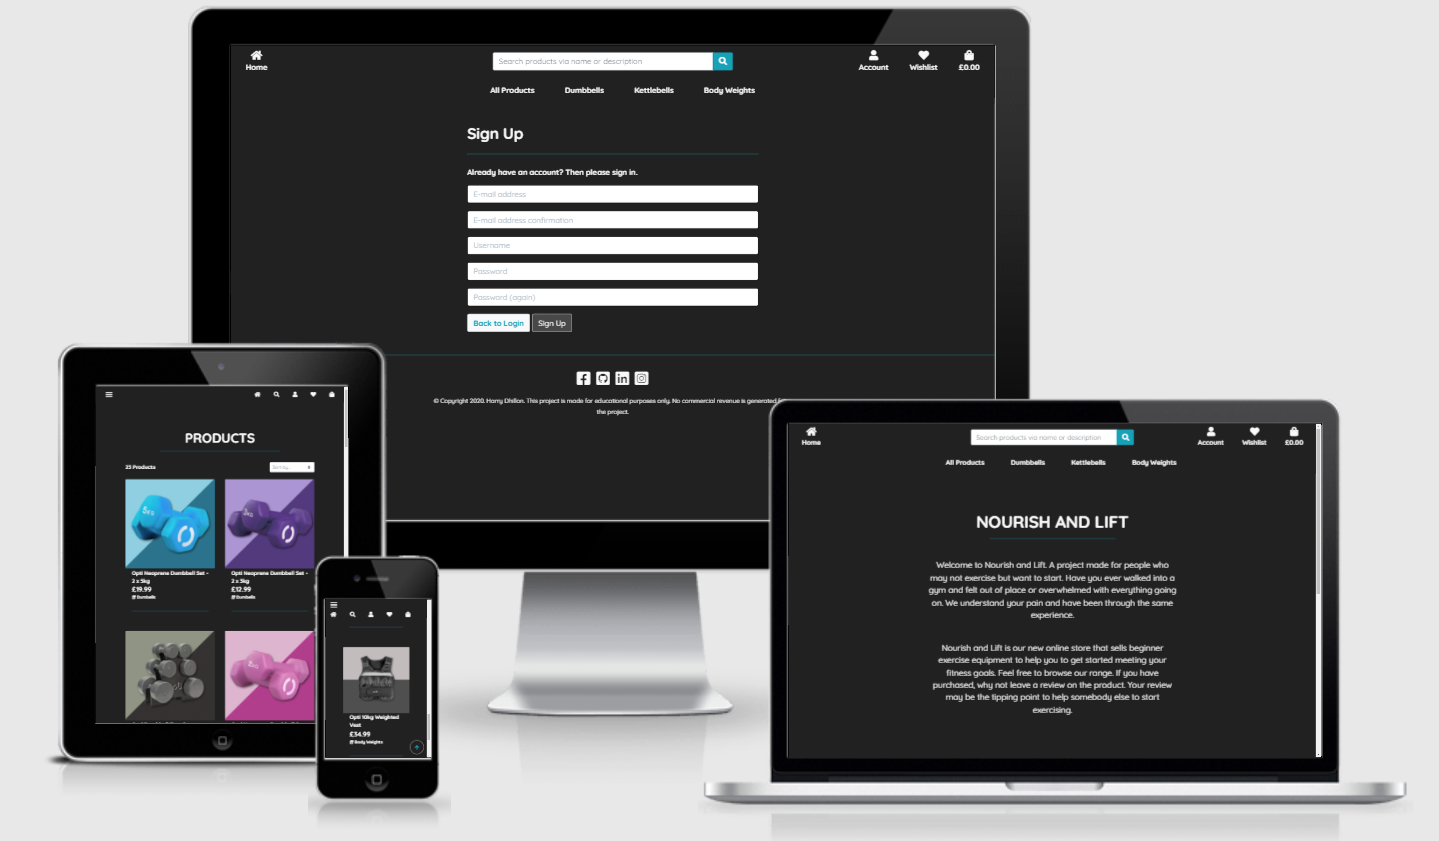 Home
Search products via name or description
Account
Wishlist
£0.00
All Products
Dumbbells
Kettlebells
Body Weights
Sign Up
Already have an account? Then please sign in.
E-mail address
E-mail address confirmation
Username
Password
Password (again)
Back to Login
Sign Up
© Copyright 2020. Harry Dhillon. This project is made for educational purposes only. No commercial revenue is generated
the project.
PRODUCTS
23 Products
Sort by...
5KG
3KG
Opti Neoprene Dumbbell Set -
2 x 5kg
£19.99
Dumbells
Opti Neoprene Dumbbell Set -
2 x 3kg
£12.99
Dumbells
2KG
Opti 10kg Weighted
Vest
£34.99
Body Weights
Home
Search products via name or description
Account
Wishlist
£0.00
All Products
Dumbbells
Kettlebells
Body Weights
NOURISH AND LIFT
Welcome to Nourish and Lift. A project made for people who
may not exercise but want to start. Have you ever walked into a
gym and felt out of place or overwhelmed with everything going
on. We understand your pain and have been through the same
experience.
Nourish and Lift is our new online store that sells beginner
exercise equipment to help you to get started meeting your
fitness goals. Feel free to browse our range. If you have
purchased, why not leave a review on the product. Your review
may be the tipping point to help somebody else to start
exercising.